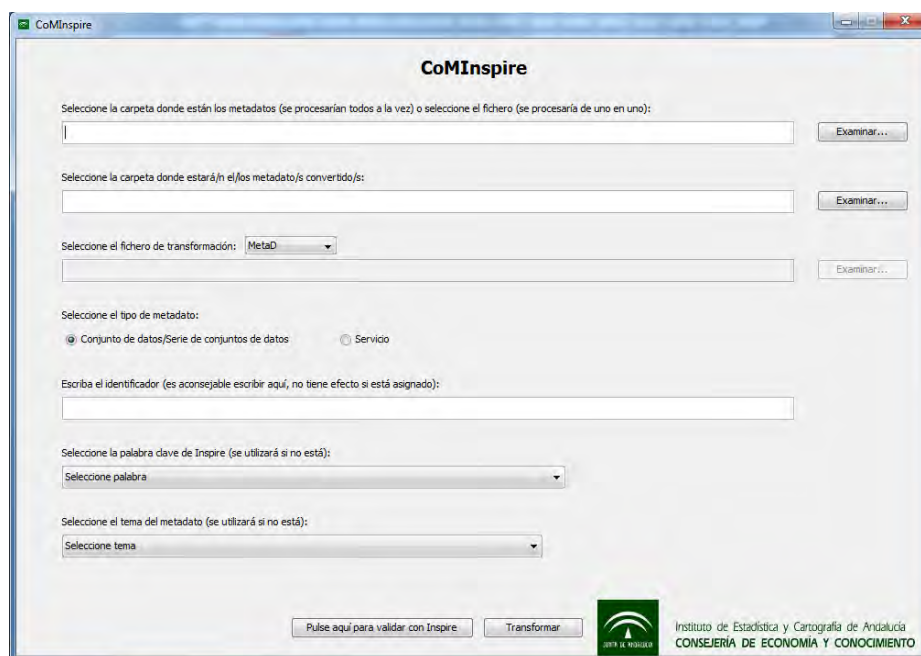 CoMInspire
CoMInspire
Seleccione la carpeta donde están los metadatos (se procesarían todos a la vez) o seleccione el fichero (se procesaría de uno en uno):
Examinar...
Seleccione la carpeta donde estará/n el/los metadato/s convertido/s:
Examinar...
Seleccione el fichero de transformación: MetaD
Examinar...
Seleccione el tipo de metadato:
Conjunto de datos/Serie de conjuntos de datos Servicio
Escriba el identificador (es aconsejable escribir aquí, no tiene efecto si está asignado):
Seleccione la palabra clave de Inspire (se utilizará si no está):
Seleccione palabra
Seleccione el tema del metadato (se utilizará si no está):
Seleccione tema
Pulse aquí para validar con Inspire Transformar
JUNTA DE ANDALUCIA
Instituto de Estadística y Cartografía de Andalucía
CONSEJERÍA DE ECONOMÍA Y CONOCIMIENTO